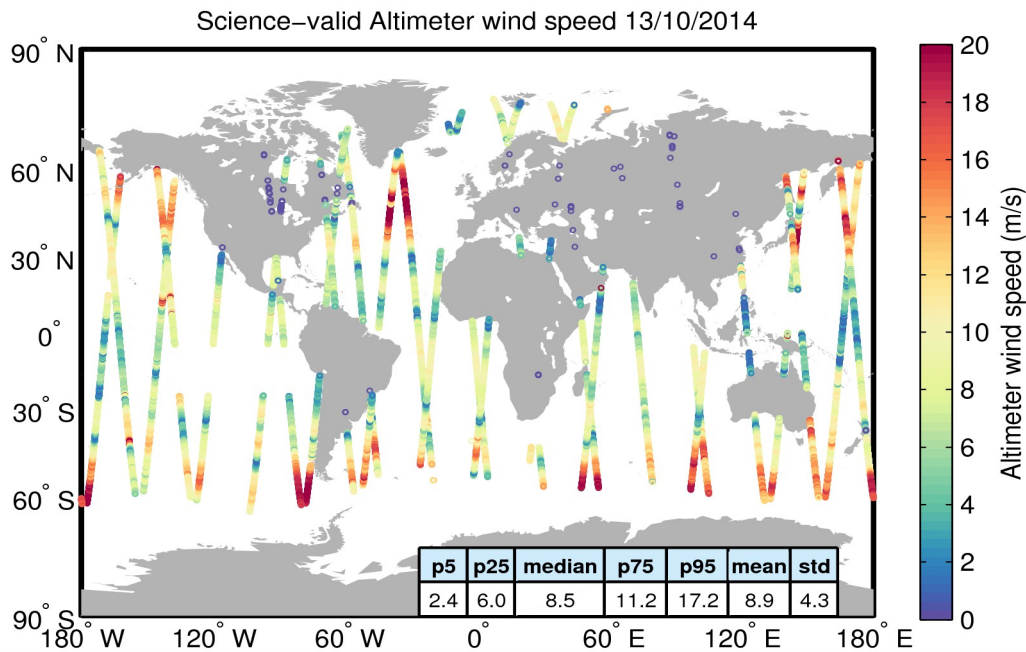 Science−valid Altimeter wind speed 13/10/2014
90° N
60° N
30° N
0°
30° S
60° S
90° S
180° W
120° W
60° W
0°
60° E
120° E
180° E
p5 p25 median p75 p95 mean std
2.4 6.0 8.5 11.2 17.2 8.9 4.3
20
18
16
14
12
10
8
6
4
2
0
Altimeter wind speed (m/s)